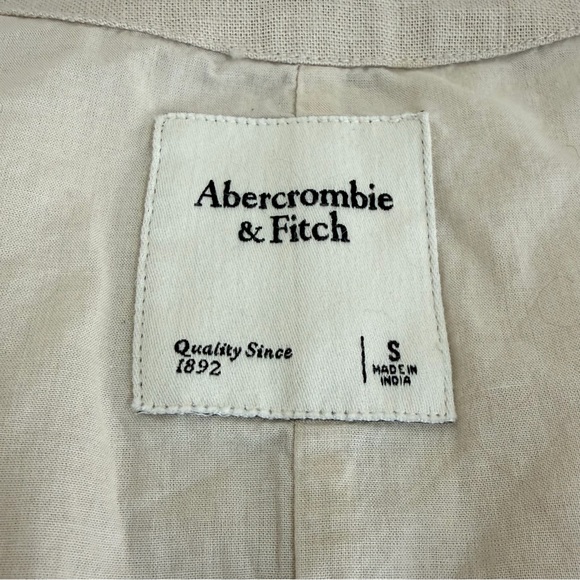 Abercrombie
& Fitch
Quality Since
1892
S
MADE IN
INDIA